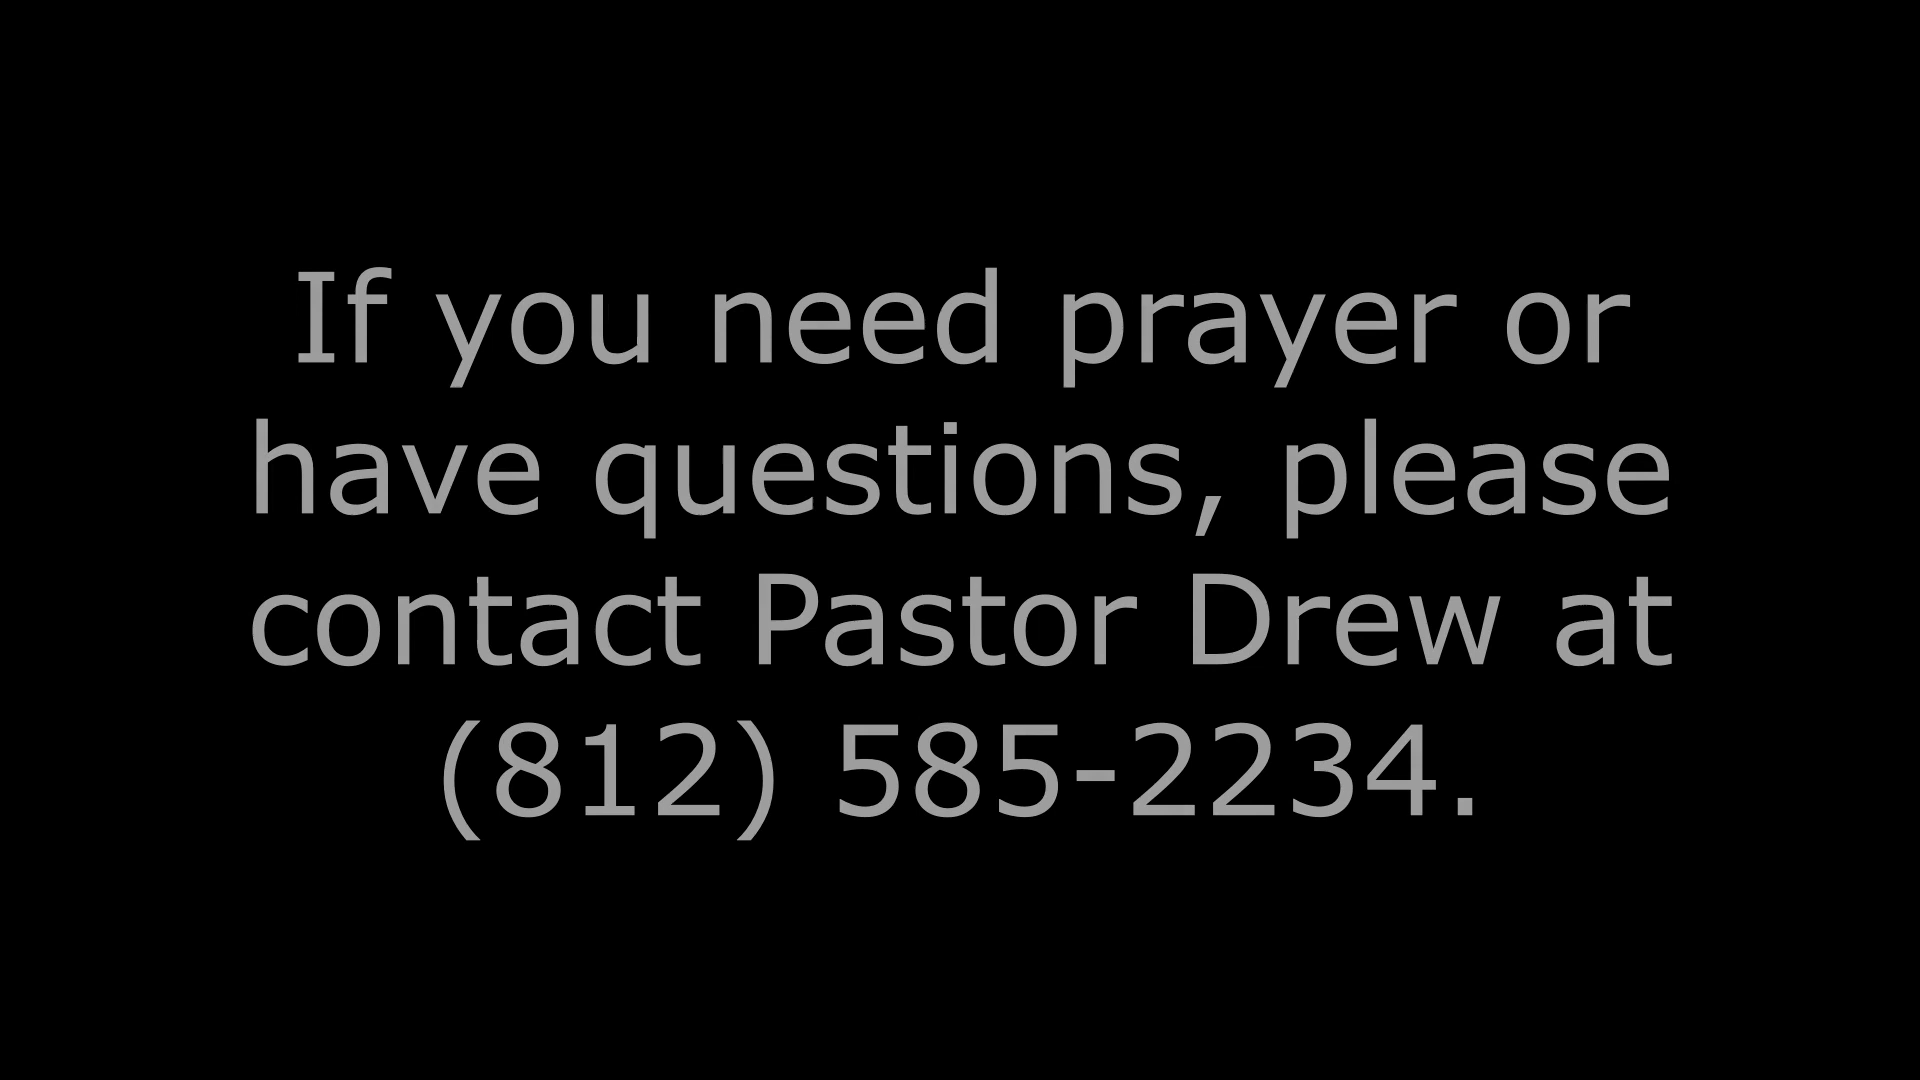 If you need prayer or
have questions, please
contact Pastor Drew at
(812) 585-2234.